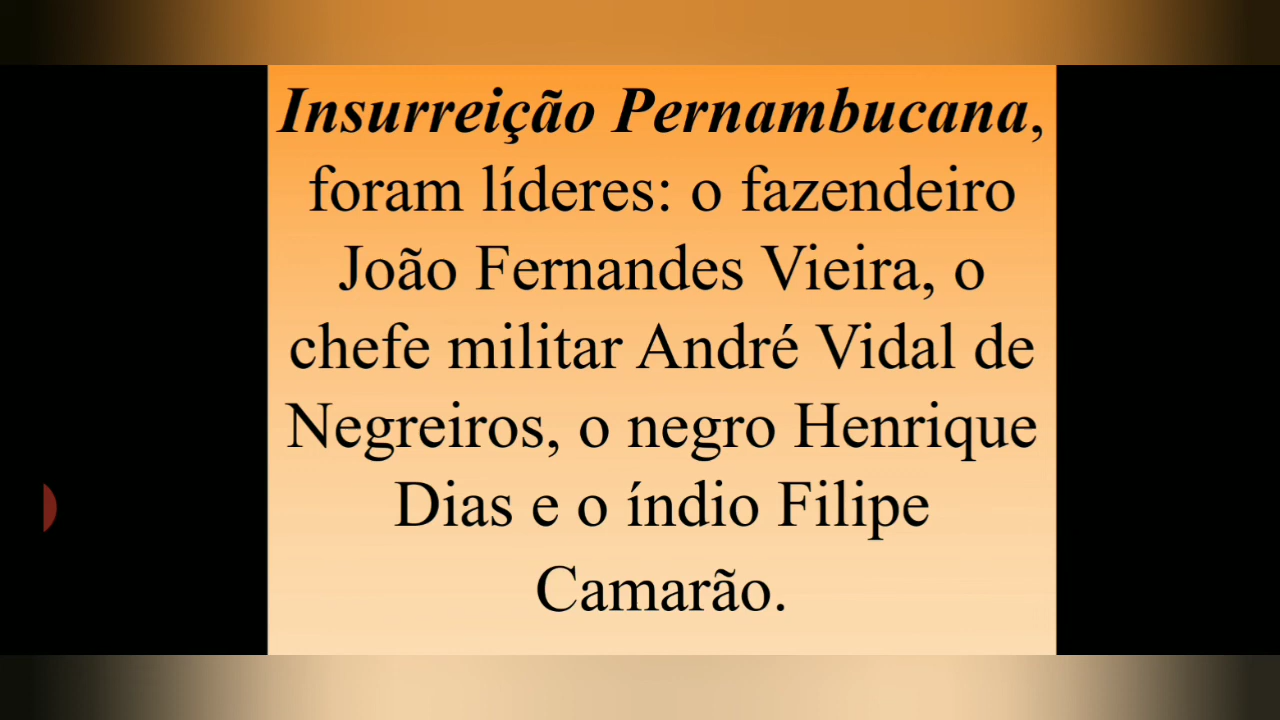 Insurreição Pernambucana,
foram líderes: o fazendeiro
João Fernandes Vieira, o
chefe militar André Vidal de
Negreiros, o negro Henrique
Dias e o índio Filipe
Camarão.